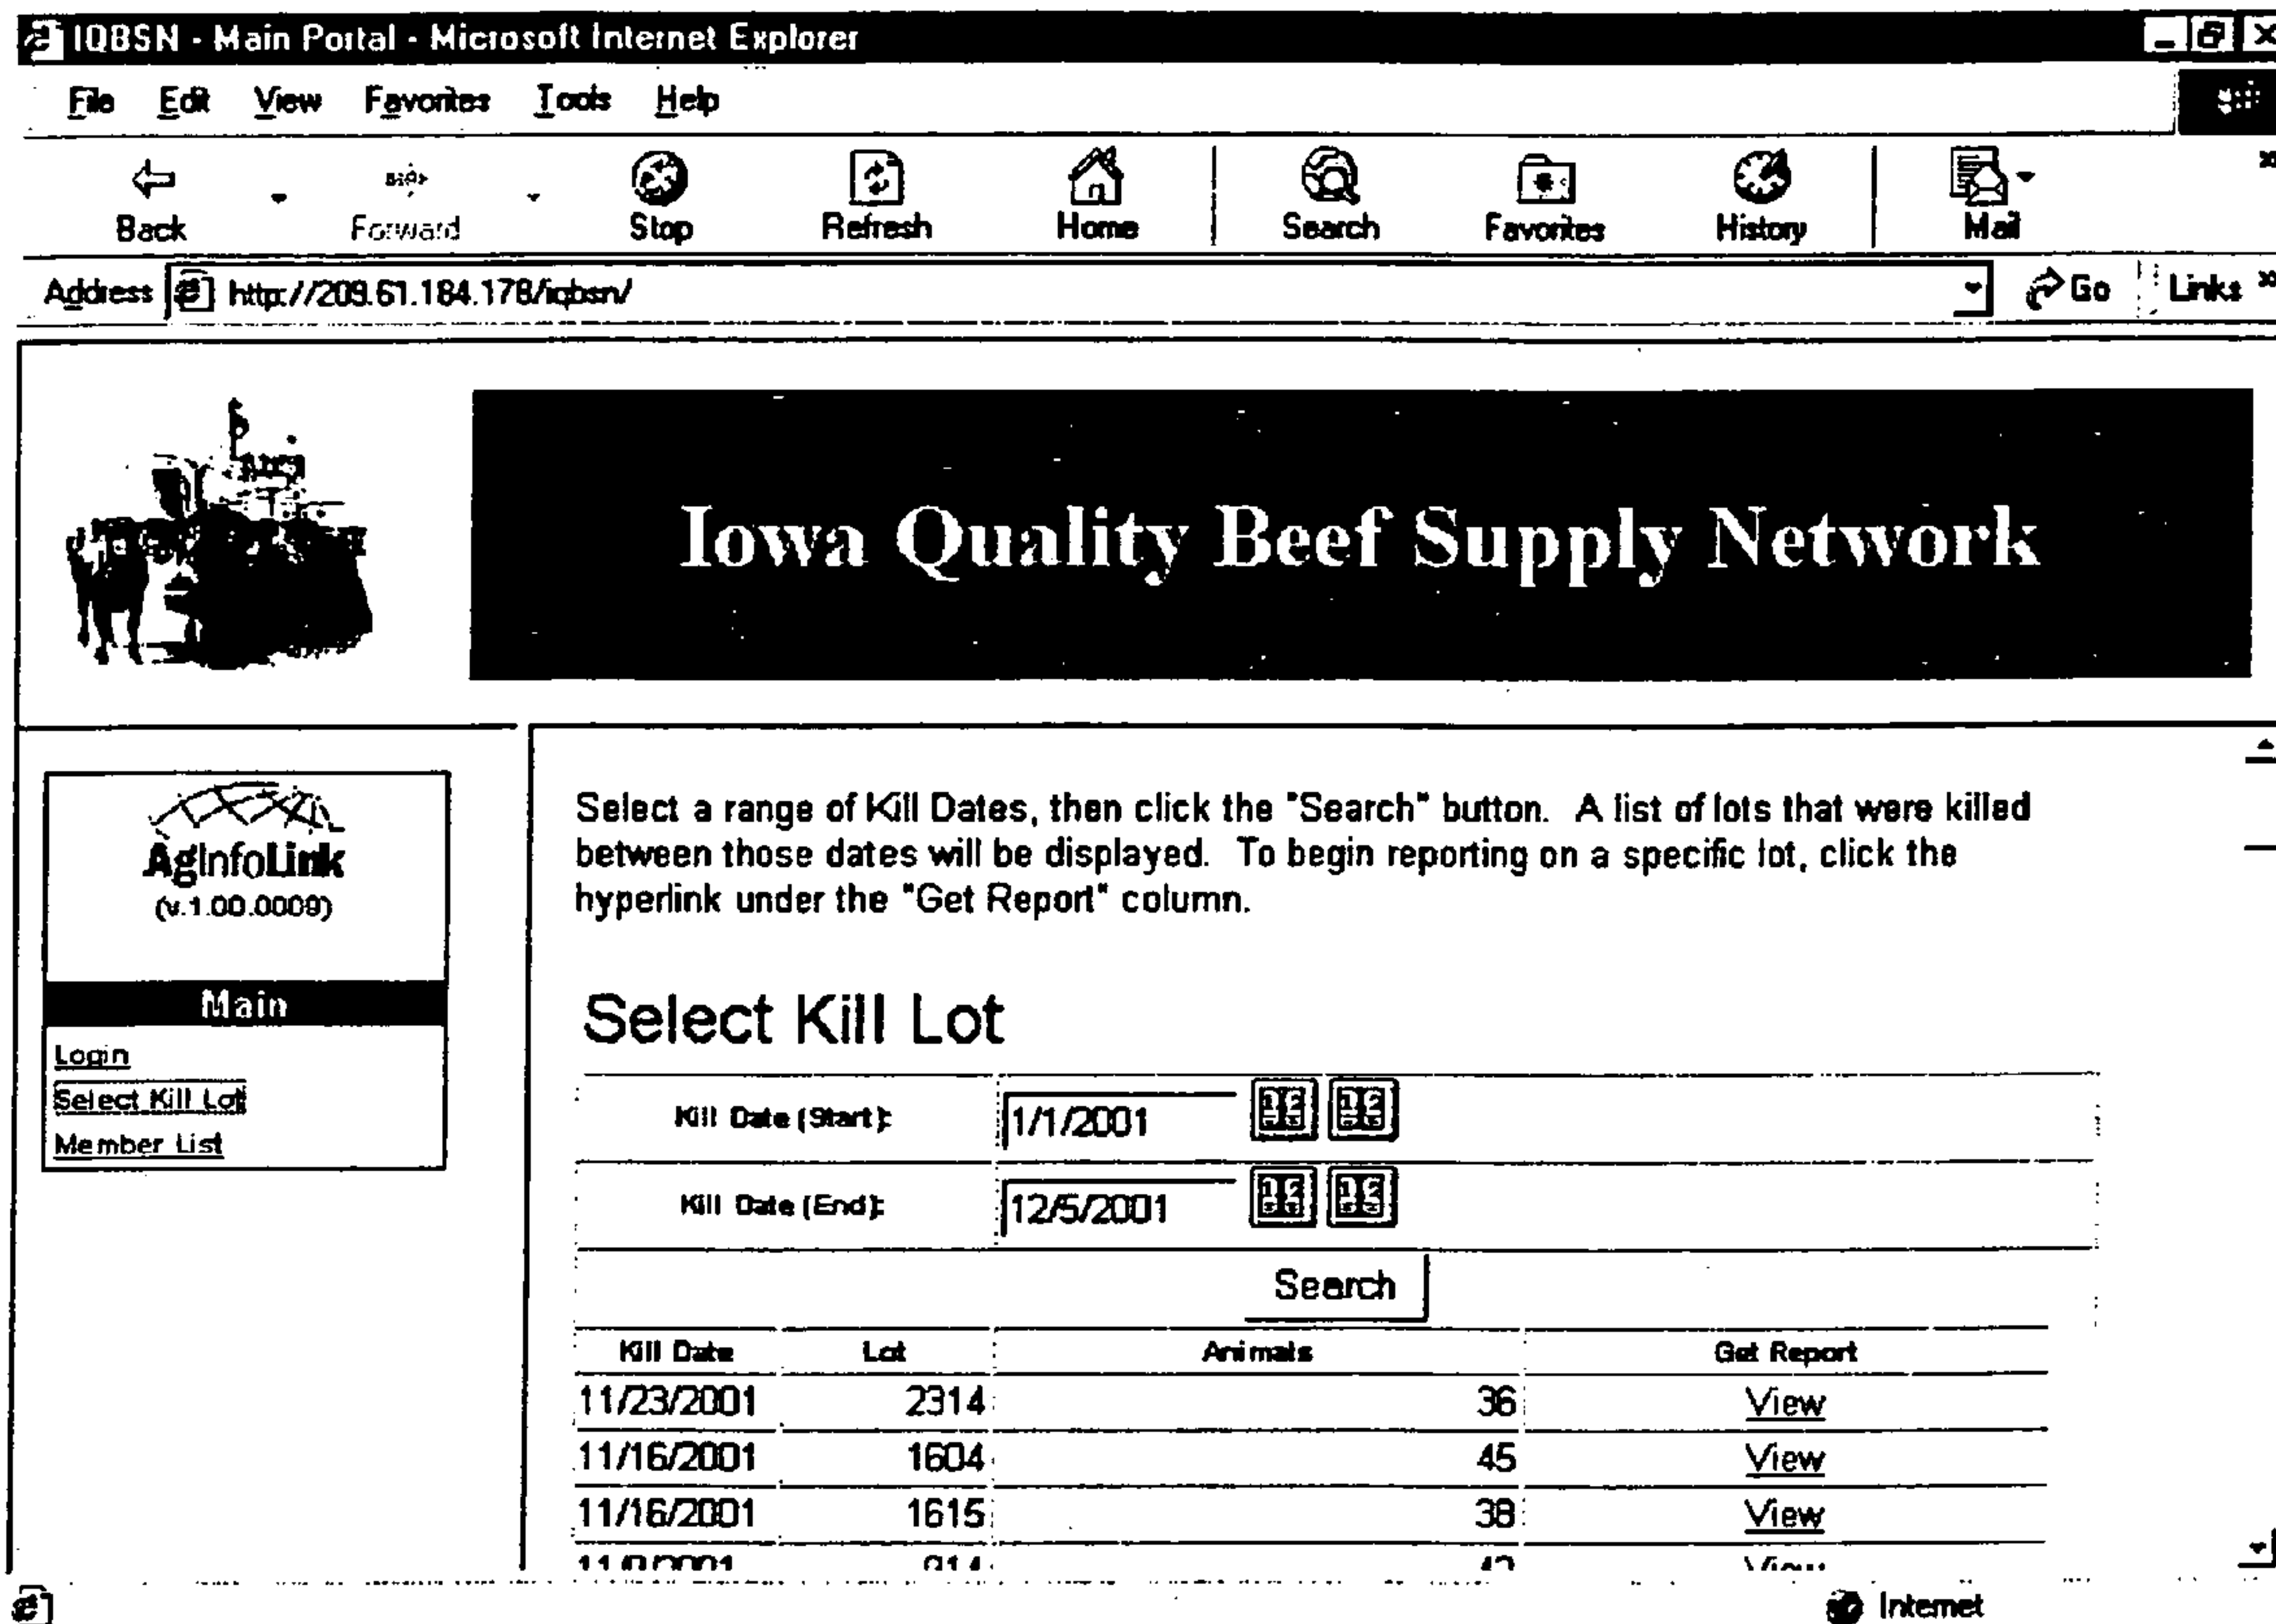 IQBSN - Main Portal - Microsoft Internet Explorer
File Edit View Favorites Tools Help
Back Forward Stop Refresh Home Search Favorites History Mail
Address http://209.61.184.178/iqbsn/ Go Links
Iowa Quality Beef Supply Network
AgInfoLink
(v.1.00.0009)
Main
Login
Select Kill Lot
Member List
Select a range of Kill Dates, then click the "Search" button. A list of lots that were killed
between those dates will be displayed. To begin reporting on a specific lot, click the
hyperlink under the "Get Report" column.
Select Kill Lot
Kill Date (Start): 1/1/2001
Kill Date (End): 12/5/2001
Search
Kill Date Lot Animals Get Report
11/23/2001 2314 36 View
11/16/2001 1604 45 View
11/16/2001 1615 38 View
View
Internet